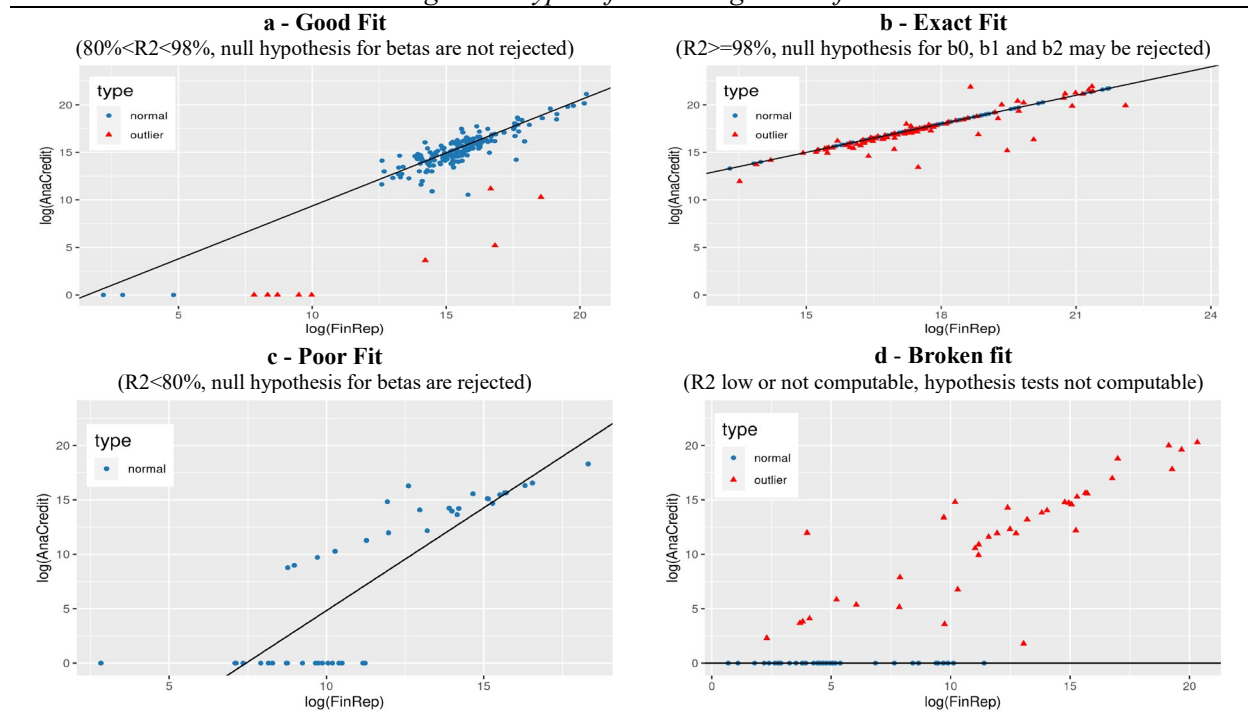 a - Good Fit
(80%<R2<98%, null hypothesis for betas are not rejected)
type
normal
outlier
log(AnaCredit)
20
15
10
5
0
5 10 15 20
log(FinRep)
b - Exact Fit
(R2>=98%, null hypothesis for b0, b1 and b2 may be rejected)
type
normal
outlier
log(AnaCredit)
20
15
10
5
0
15 18 21 24
log(FinRep)
c - Poor Fit
(R2<80%, null hypothesis for betas are rejected)
type
normal
log(AnaCredit)
20
15
10
5
0
5 10 15
log(FinRep)
d - Broken fit
(R2 low or not computable, hypothesis tests not computable)
type
normal
outlier
log(AnaCredit)
20
15
10
5
0
0 5 10 15 20
log(FinRep)